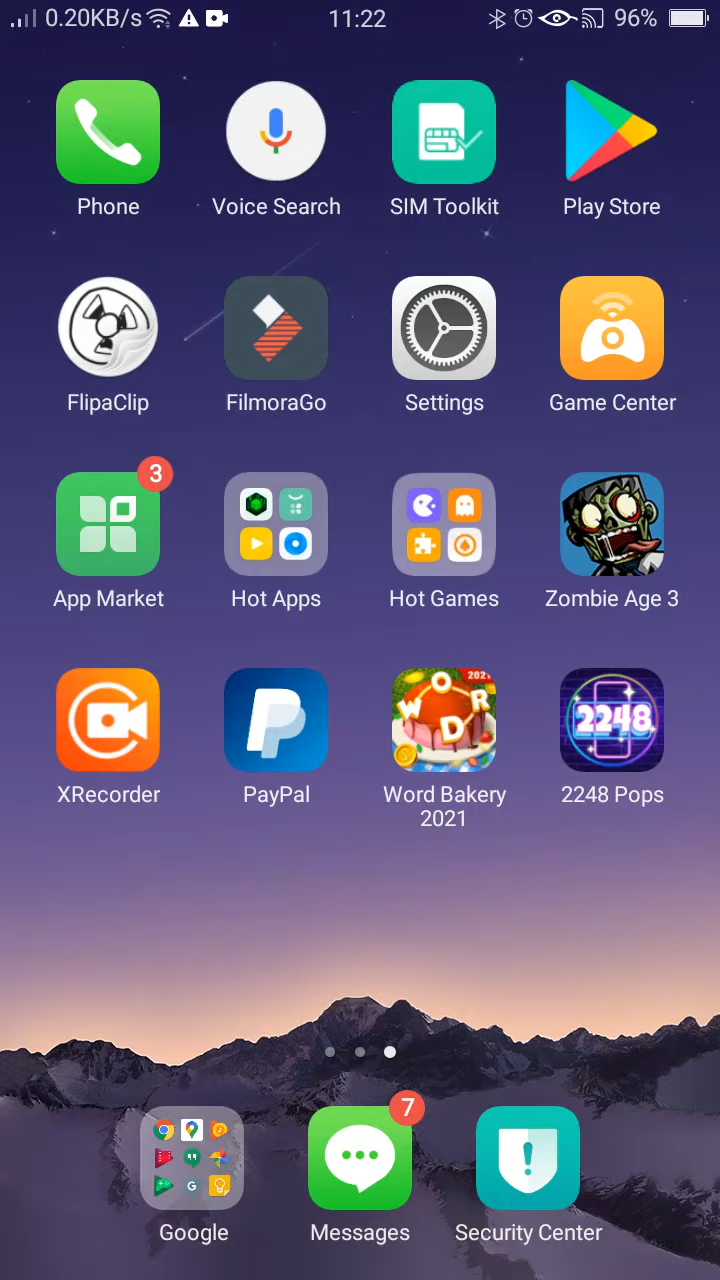 0.20KB/s 11:22 96%
Phone Voice Search SIM Toolkit Play Store
FlipaClip FilmoraGo Settings Game Center
3
App Market Hot Apps Hot Games Zombie Age 3
2021
WORD
2248
XRecorder PayPal Word Bakery 2021 2248 Pops
7
Google Messages Security Center